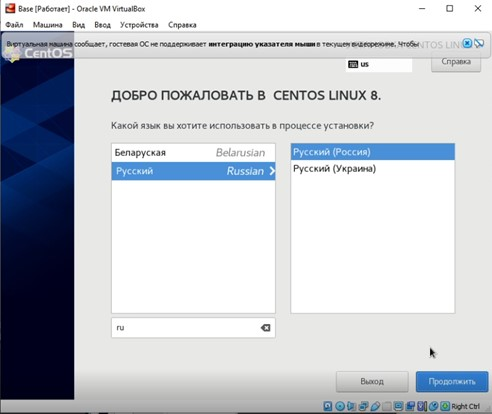 Base [Работает] - Oracle VM VirtualBox
Файл Машина Вид Ввод Устройства Справка
Виртуальная машина сообщает, гостевая ОС не поддерживает интеграцию указателя мыши в текущем видеорежиме. Чтобы
CentOS
us
Справка
ДОБРО ПОЖАЛОВАТЬ В CENTOS LINUX 8.
Какой язык вы хотите использовать в процессе установки?
Беларуская Belarusian
Русский Russian
Русский (Россия)
Русский (Украина)
ru
Выход
Продолжить
Right Ctrl